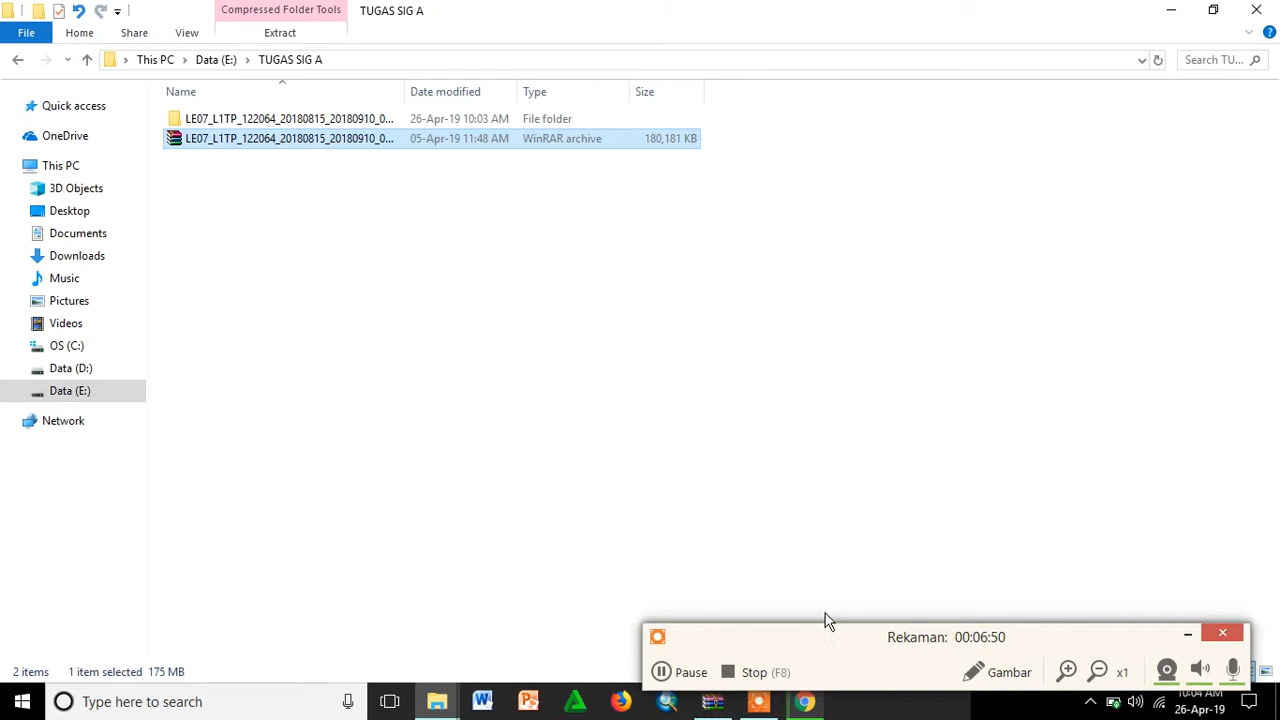 Compressed Folder Tools
TUGAS SIG A
File
Home
Share
View
Extract
This PC
Data (E:)
TUGAS SIG A
Search TU...
Name
Date modified
Type
Size
LE07_L1TP_122064_20180815_20180910_0...
26-Apr-19 10:03 AM
File folder
LE07_L1TP_122064_20180815_20180910_0...
05-Apr-19 11:48 AM
WinRAR archive
180,181 KB
Quick access
OneDrive
This PC
3D Objects
Desktop
Documents
Downloads
Music
Pictures
Videos
OS (C:)
Data (D:)
Data (E:)
Network
Rekaman: 00:06:50
Pause
Stop (F8)
Gambar
x1
2 items
1 item selected 175 MB
Type here to search
10:04 AM
26-Apr-19